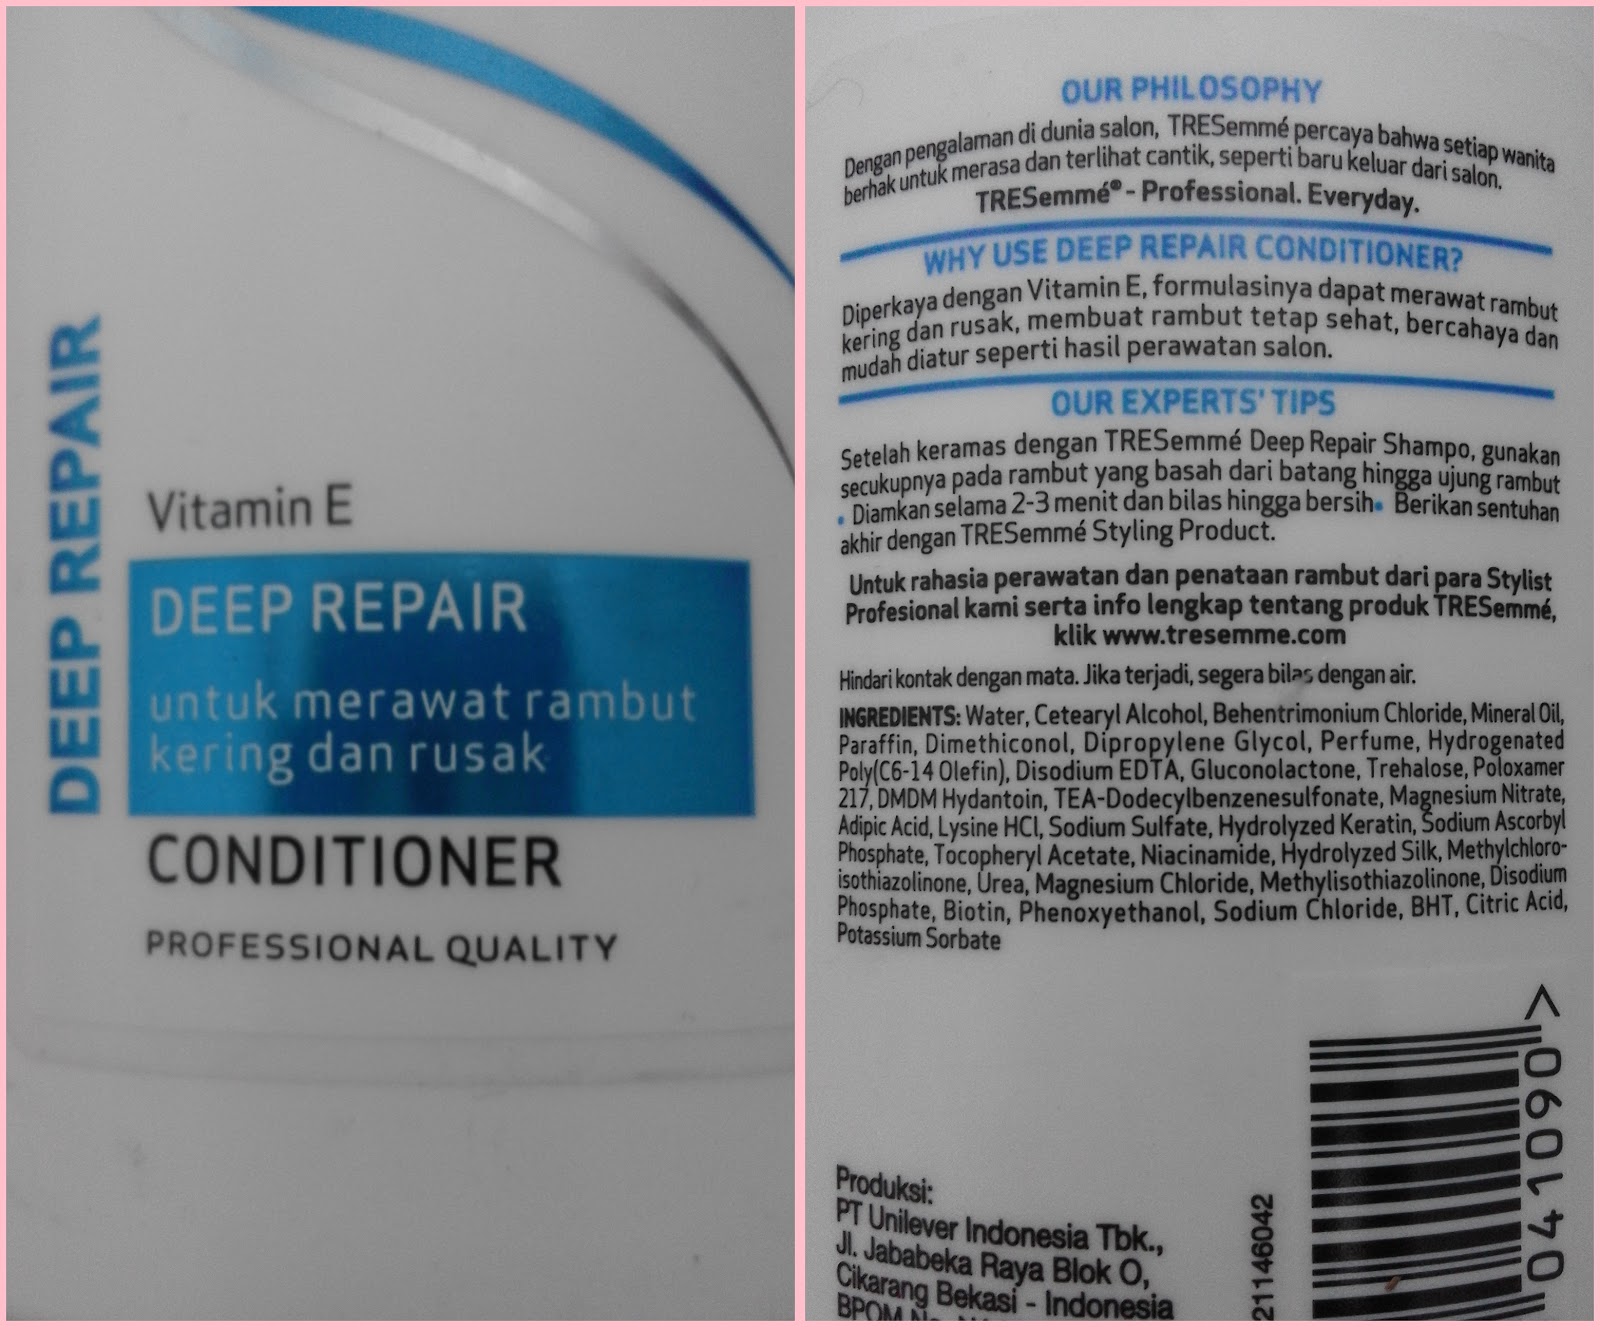 DEEP REPAIR
Vitamin E
DEEP REPAIR
untuk merawat rambut
kering dan rusak
CONDITIONER
PROFESSIONAL QUALITY
OUR PHILOSOPHY
Dengan pengalaman di dunia salon, TRESemmé percaya bahwa setiap wanita
berhak untuk merasa dan terlihat cantik, seperti baru keluar dari salon.
TRESemmé® - Professional. Everyday.
WHY USE DEEP REPAIR CONDITIONER?
Diperkaya dengan Vitamin E, formulasinya dapat merawat rambut
kering dan rusak, membuat rambut tetap sehat, bercahaya dan
mudah diatur seperti hasil perawatan salon.
OUR EXPERTS' TIPS
Setelah keramas dengan TRESemmé Deep Repair Shampo, gunakan
secukupnya pada rambut yang basah dari batang hingga ujung rambut
• Diamkan selama 2-3 menit dan bilas hingga bersih• Berikan sentuhan
akhir dengan TRESemmé Styling Product.
Untuk rahasia perawatan dan penataan rambut dari para Stylist
Profesional kami serta info lengkap tentang produk TRESemmé,
klik www.tresemme.com
Hindari kontak dengan mata. Jika terjadi, segera bilas dengan air.
INGREDIENTS: Water, Cetearyl Alcohol, Behentrimonium Chloride, Mineral Oil,
Paraffin, Dimethiconol, Dipropylene Glycol, Perfume, Hydrogenated
Poly(C6-14 Olefin), Disodium EDTA, Gluconolactone, Trehalose, Poloxamer
217, DMDM Hydantoin, TEA-Dodecylbenzenesulfonate, Magnesium Nitrate,
Adipic Acid, Lysine HCl, Sodium Sulfate, Hydrolyzed Keratin, Sodium Ascorbyl
Phosphate, Tocopheryl Acetate, Niacinamide, Hydrolyzed Silk, Methylchloro-
isothiazolinone, Urea, Magnesium Chloride, Methylisothiazolinone, Disodium
Phosphate, Biotin, Phenoxyethanol, Sodium Chloride, BHT, Citric Acid,
Potassium Sorbate
Produksi:
PT Unilever Indonesia Tbk.,
Jl. Jababeka Raya Blok O,
Cikarang Bekasi - Indonesia
BPOM
21146042
041090>